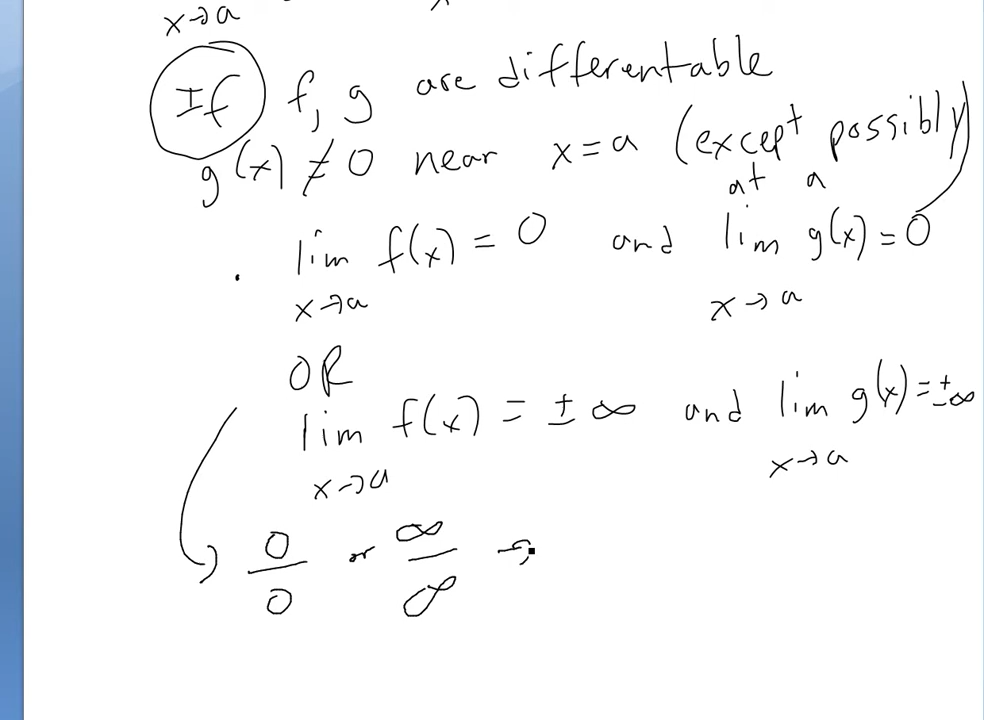 x→a
If f, g are differentable
g(x) ≠ 0 near x = a (except possibly
at a
lim f(x) = 0 and lim g(x) = 0
x→a x→a
OR
lim f(x) = ± ∞ and lim g(x) = ±∞
x→a x→a
0/0 or ∞/∞ →